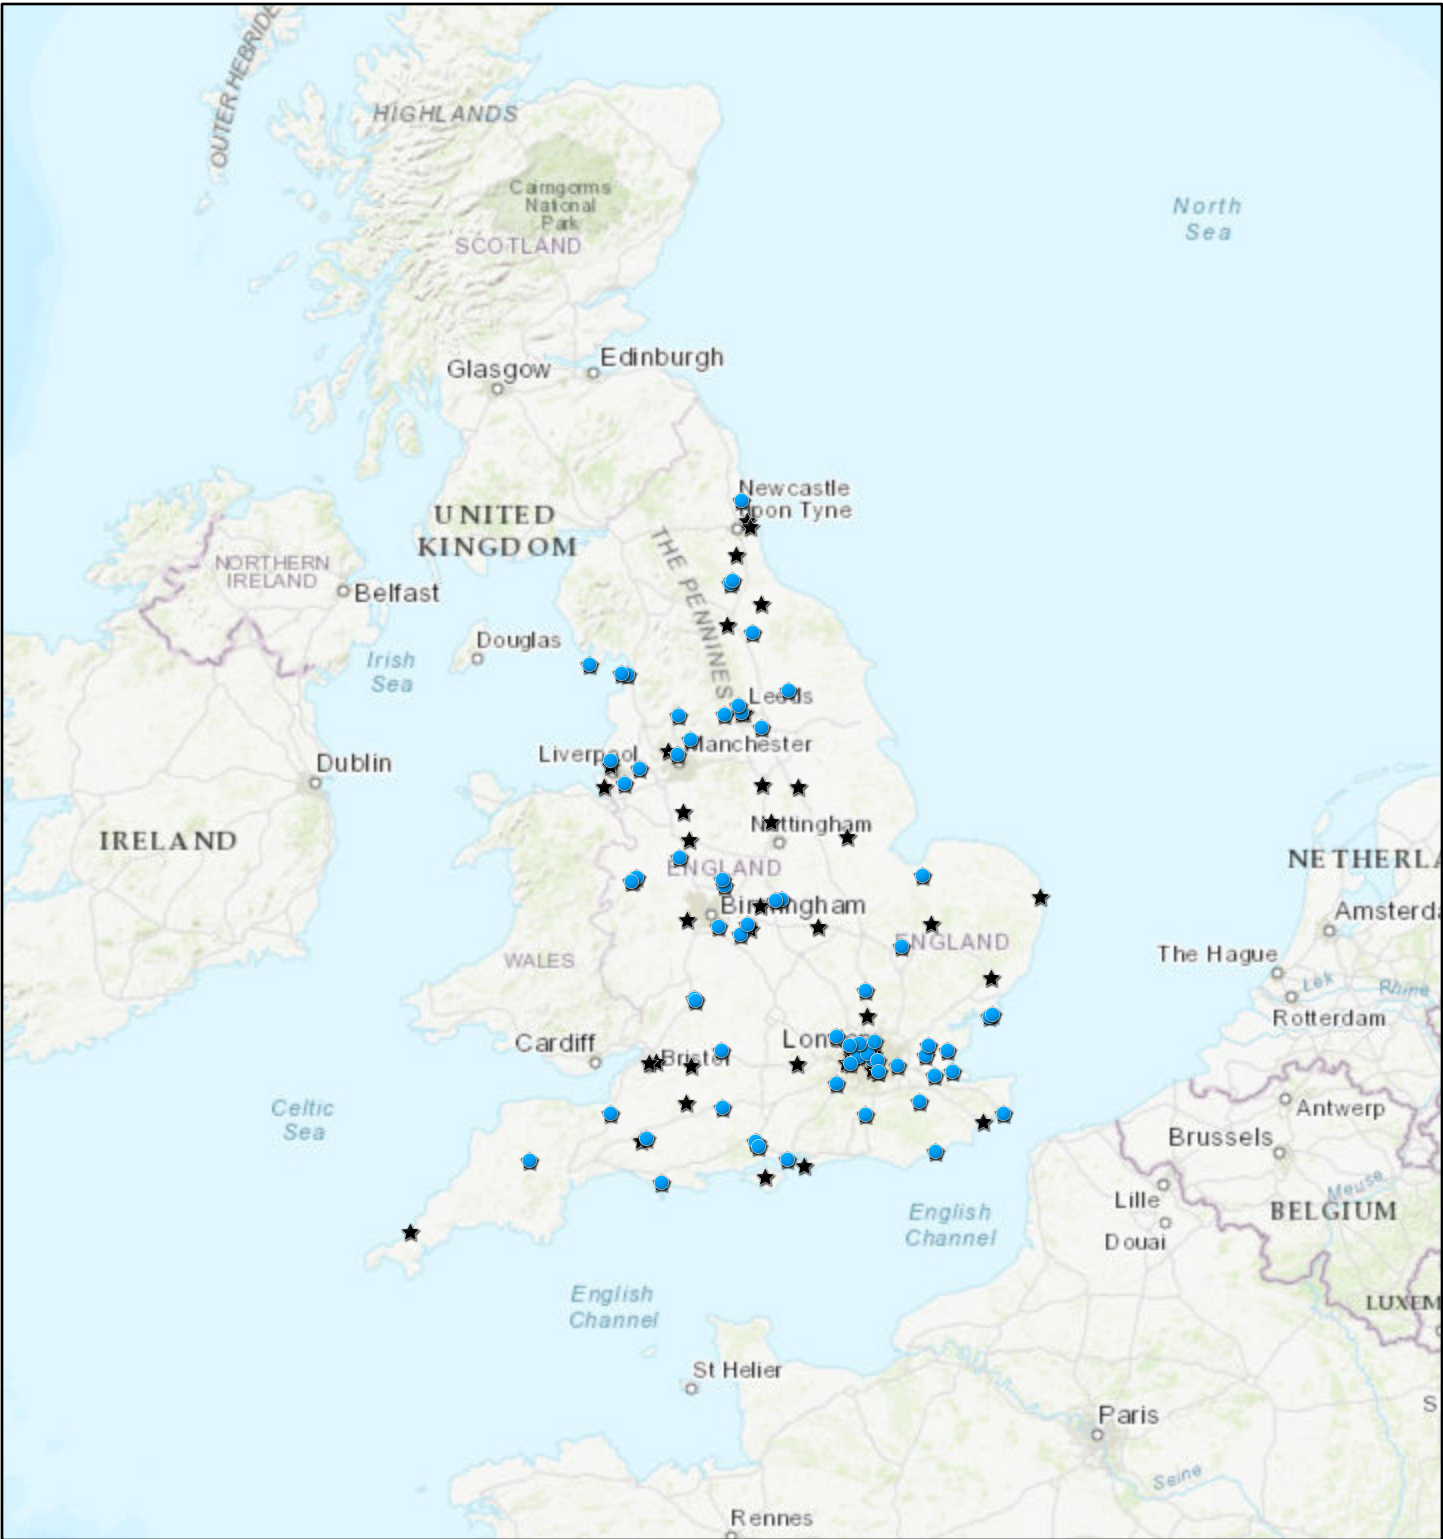 OUTER HEBRIDE
HIGHLANDS
Cairngorms
National
Park
SCOTLAND
North
Sea
Glasgow
Edinburgh
Newcastle
upon Tyne
UNITED
KINGDOM
THE PENNINES
NORTHERN
IRELAND
Belfast
Douglas
Irish
Sea
Leeds
Liverpool
Manchester
Dublin
IRELAND
Nottingham
ENGLAND
NETHERLA
Birmingham
Amsterda
ENGLAND
WALES
The Hague
Lek
Rhine
Rotterdam
Cardiff
London
Bristol
Celtic
Sea
Antwerp
Brussels
Lille
Meuse
BELGIUM
English
Channel
Douai
English
Channel
LUXEM
St Helier
Paris
S
Seine
Rennes